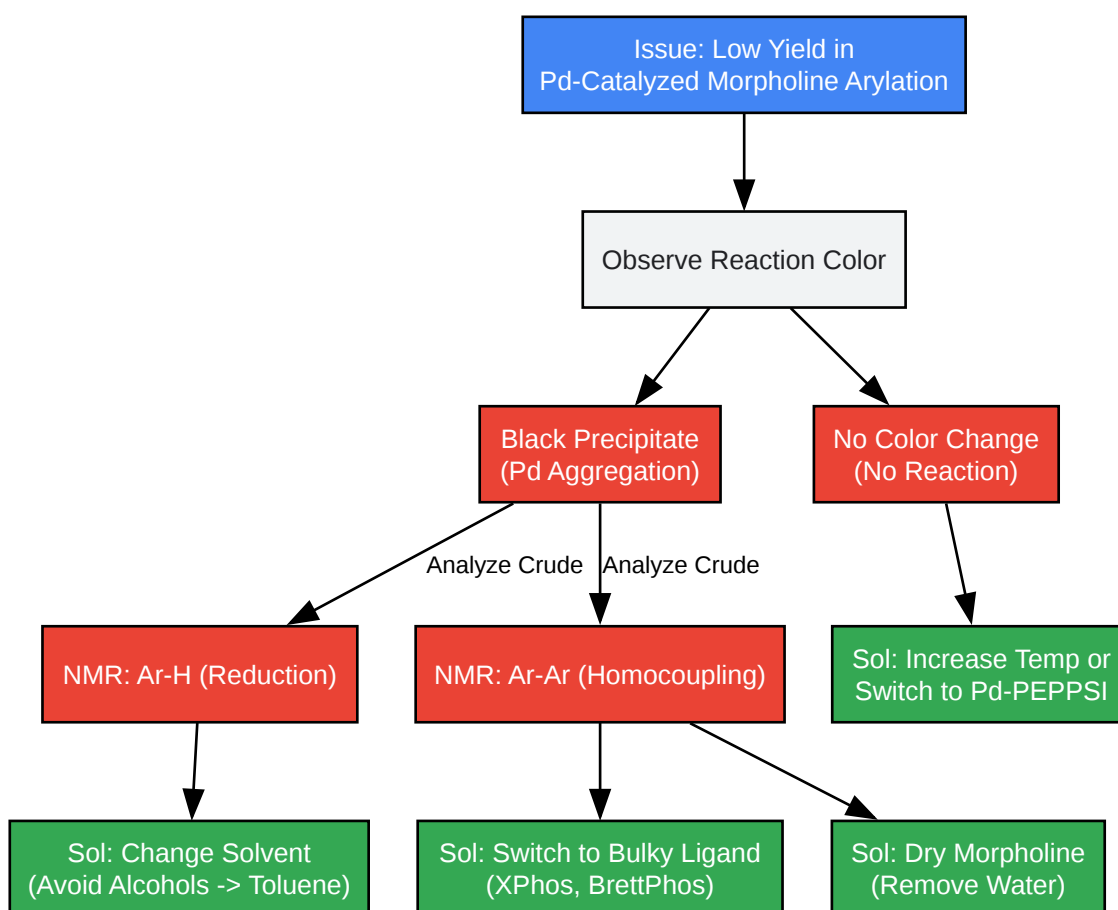 Issue: Low Yield in
Pd-Catalyzed Morpholine Arylation
Observe Reaction Color
Black Precipitate
(Pd Aggregation)
No Color Change
(No Reaction)
Analyze Crude
Analyze Crude
NMR: Ar-H (Reduction)
NMR: Ar-Ar (Homocoupling)
Sol: Increase Temp or
Switch to Pd-PEPPSI
Sol: Change Solvent
(Avoid Alcohols -> Toluene)
Sol: Switch to Bulky Ligand
(XPhos, BrettPhos)
Sol: Dry Morpholine
(Remove Water)